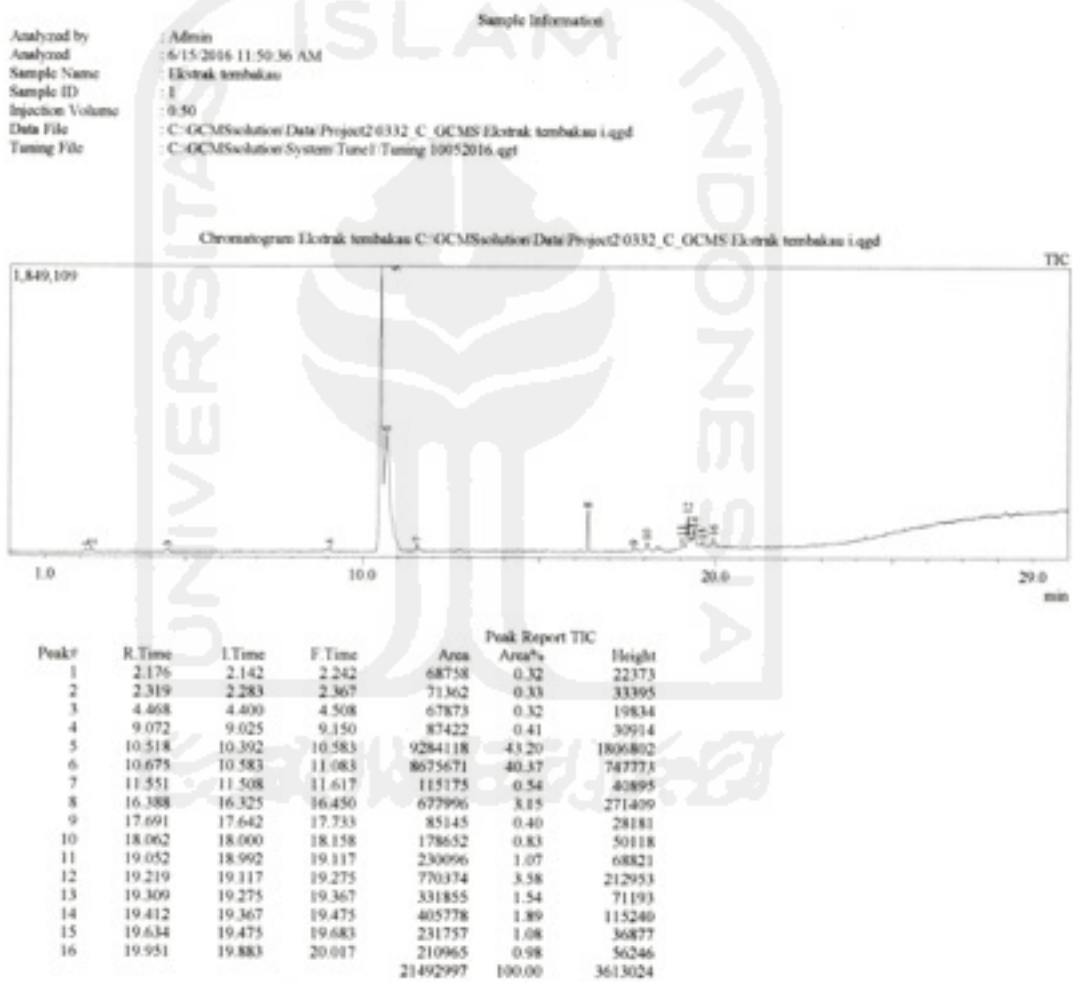 Sample Information
Analyzed by : Admin
Analyzed : 6/15/2016 11:50:36 AM
Sample Name : Ekstrak tembakau
Sample ID : 1
Injection Volume : 0.50
Data File : C:\GCMSsolution\Data\Project2\0332_C_GCMS\Ekstrak tembakau i.qgd
Tuning File : C:\GCMSsolution\System\Tune1\Tuning 10052016.qgt
Chromatogram Ekstrak tembakau C:\GCMSsolution\Data\Project2\0332_C_GCMS\Ekstrak tembakau i.qgd
TIC
1,849,109
1.0 10.0 20.0 29.0
min
Peak Report TIC
Peak# R.Time I.Time F.Time Area Area% Height
1 2.176 2.142 2.242 68758 0.32 22373
2 2.319 2.283 2.367 71362 0.33 33395
3 4.468 4.400 4.508 67873 0.32 19834
4 9.072 9.025 9.150 87422 0.41 30914
5 10.518 10.392 10.583 9284118 43.20 1806802
6 10.675 10.583 11.083 8675671 40.37 747773
7 11.551 11.508 11.617 115175 0.54 40895
8 16.388 16.325 16.450 677996 3.15 271409
9 17.691 17.642 17.733 85145 0.40 28181
10 18.062 18.000 18.158 178652 0.83 50118
11 19.052 18.992 19.117 230096 1.07 68821
12 19.219 19.117 19.275 770374 3.58 212953
13 19.309 19.275 19.367 331855 1.54 71193
14 19.412 19.367 19.475 405778 1.89 115240
15 19.634 19.475 19.683 231757 1.08 36877
16 19.951 19.883 20.017 210965 0.98 56246
21492997 100.00 3613024
UNIVERSITAS
ISLAM
INDONESIA